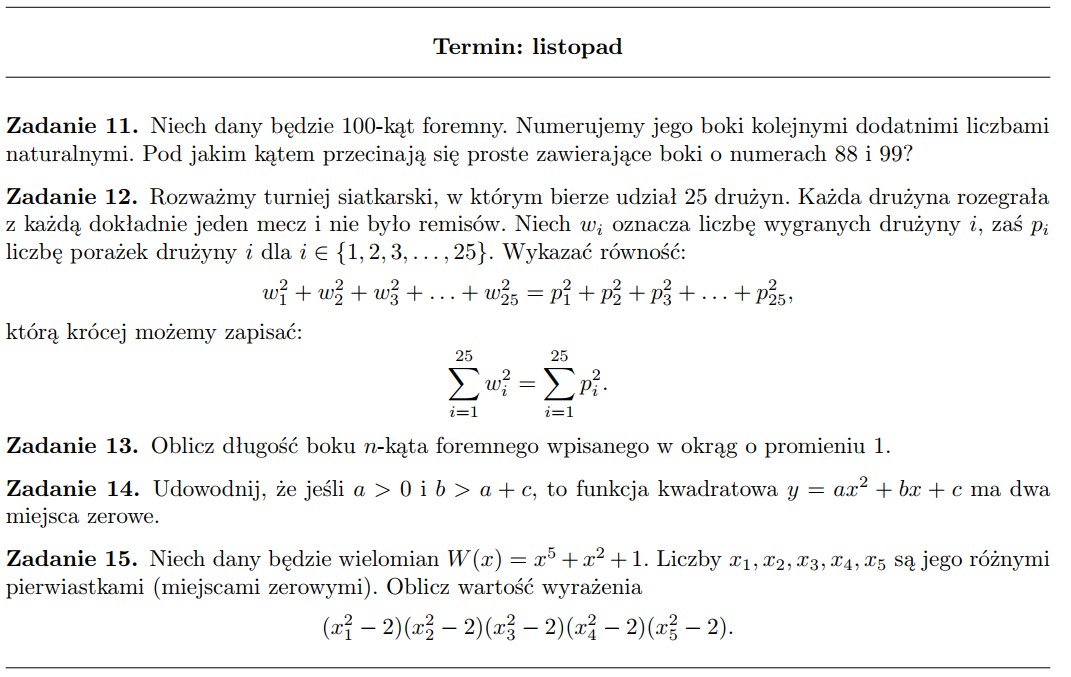 Termin: listopad
Zadanie 11. Niech dany będzie 100-kąt foremny. Numerujemy jego boki kolejnymi dodatnimi liczbami
naturalnymi. Pod jakim kątem przecinają się proste zawierające boki o numerach 88 i 99?
Zadanie 12. Rozważmy turniej siatkarski, w którym bierze udział 25 drużyn. Każda drużyna rozegrała
z każdą dokładnie jeden mecz i nie było remisów. Niech $w_i$ oznacza liczbę wygranych drużyny $i$, zaś $p_i$
liczbę porażek drużyny $i$ dla $i \in \{1, 2, 3, \ldots, 25\}$. Wykazać równość:
$w_1^2 + w_2^2 + w_3^2 + \ldots + w_{25}^2 = p_1^2 + p_2^2 + p_3^2 + \ldots + p_{25}^2,$
którą krócej możemy zapisać:
$\sum_{i=1}^{25} w_i^2 = \sum_{i=1}^{25} p_i^2.$
Zadanie 13. Oblicz długość boku $n$-kąta foremnego wpisanego w okrąg o promieniu 1.
Zadanie 14. Udowodnij, że jeśli $a > 0$ i $b > a + c$, to funkcja kwadratowa $y = ax^2 + bx + c$ ma dwa
miejsca zerowe.
Zadanie 15. Niech dany będzie wielomian $W(x) = x^5 + x^2 + 1$. Liczby $x_1, x_2, x_3, x_4, x_5$ są jego różnymi
pierwiastkami (miejscami zerowymi). Oblicz wartość wyrażenia
$(x_1^2 - 2)(x_2^2 - 2)(x_3^2 - 2)(x_4^2 - 2)(x_5^2 - 2).$